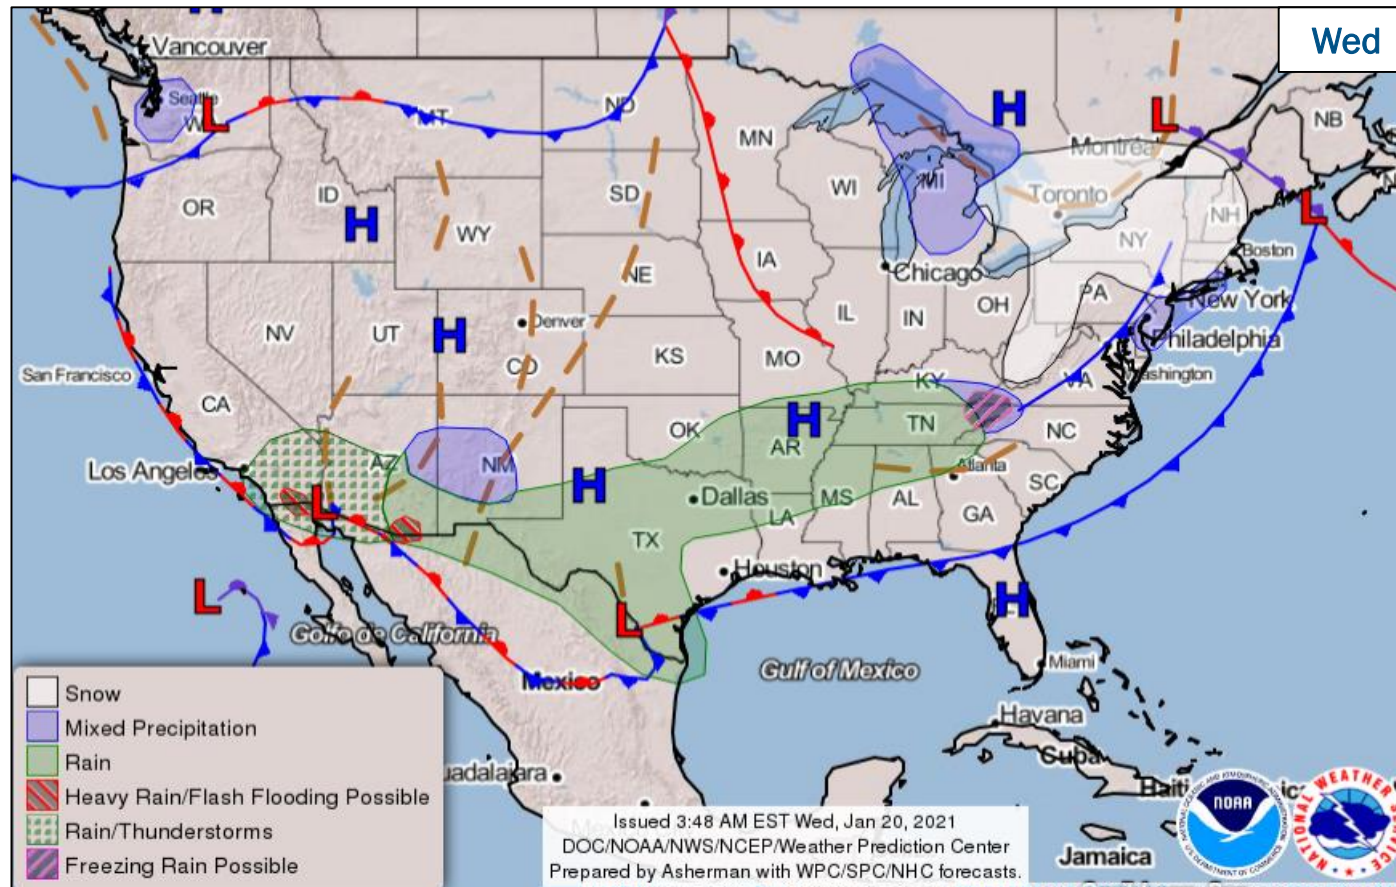 Wed
Vancouver
Seattle
MT
ND
MN
Montréal
NB
OR
ID
WY
SD
WI
MI
Toronto
NH
NY
Boston
IA
NE
Chicago
NV
UT
Denver
CO
IL
IN
OH
PA
New York
Philadelphia
KS
MO
San Francisco
CA
KY
VA
Washington
OK
TN
NC
AR
Los Angeles
AZ
NM
Atlanta
SC
Dallas
MS
AL
GA
LA
TX
Houston
H
H
H
H
H
H
L
L
L
L
L
L
Golfo de California
Mexico
Gulf of Mexico
Miami
Havana
Cuba
Jamaica
Snow
Mixed Precipitation
Rain
Heavy Rain/Flash Flooding Possible
Rain/Thunderstorms
Freezing Rain Possible
Issued 3:48 AM EST Wed, Jan 20, 2021
DOC/NOAA/NWS/NCEP/Weather Prediction Center
Prepared by Asherman with WPC/SPC/NHC forecasts.
NOAA